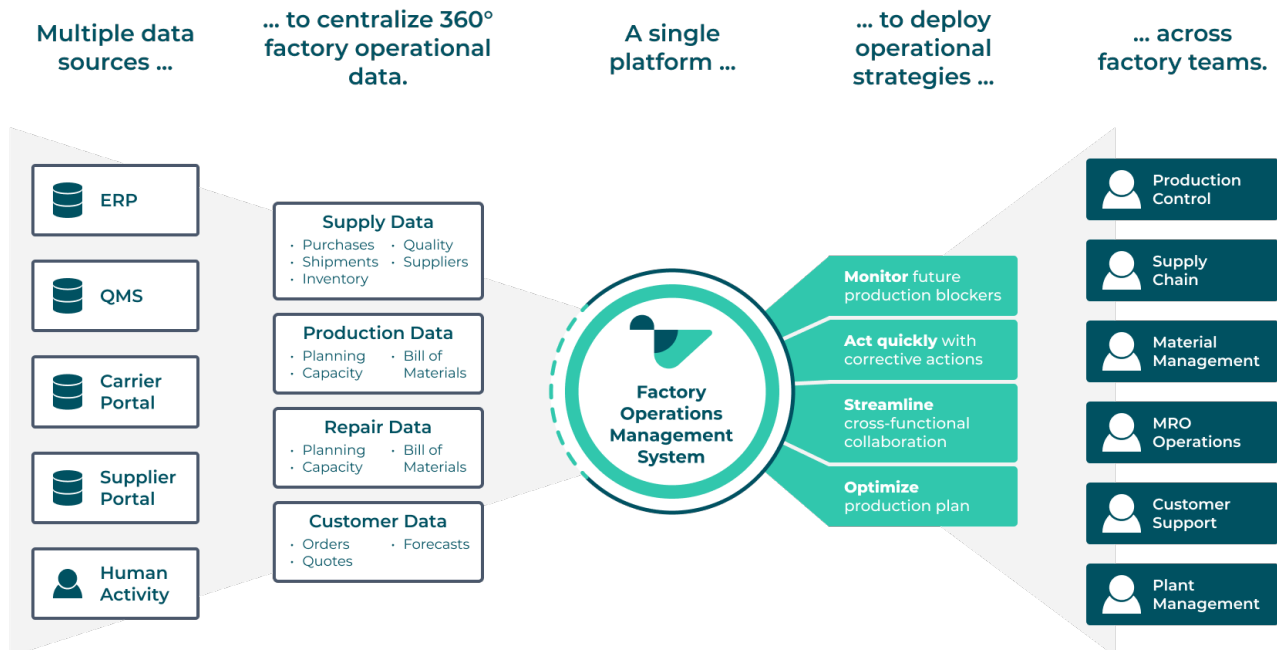 Multiple data
sources ...
... to centralize 360°
factory operational
data.
A single
platform ...
... to deploy
operational
strategies ...
... across
factory teams.
ERP
QMS
Carrier
Portal
Supplier
Portal
Human
Activity
Supply Data
• Purchases
• Shipments
• Inventory
• Quality
• Suppliers
Production Data
• Planning
• Capacity
• Bill of
Materials
Repair Data
• Planning
• Capacity
• Bill of
Materials
Customer Data
• Orders
• Quotes
• Forecasts
Factory
Operations
Management
System
Monitor future
production blockers
Act quickly with
corrective actions
Streamline
cross-functional
collaboration
Optimize
production plan
Production
Control
Supply
Chain
Material
Management
MRO
Operations
Customer
Support
Plant
Management